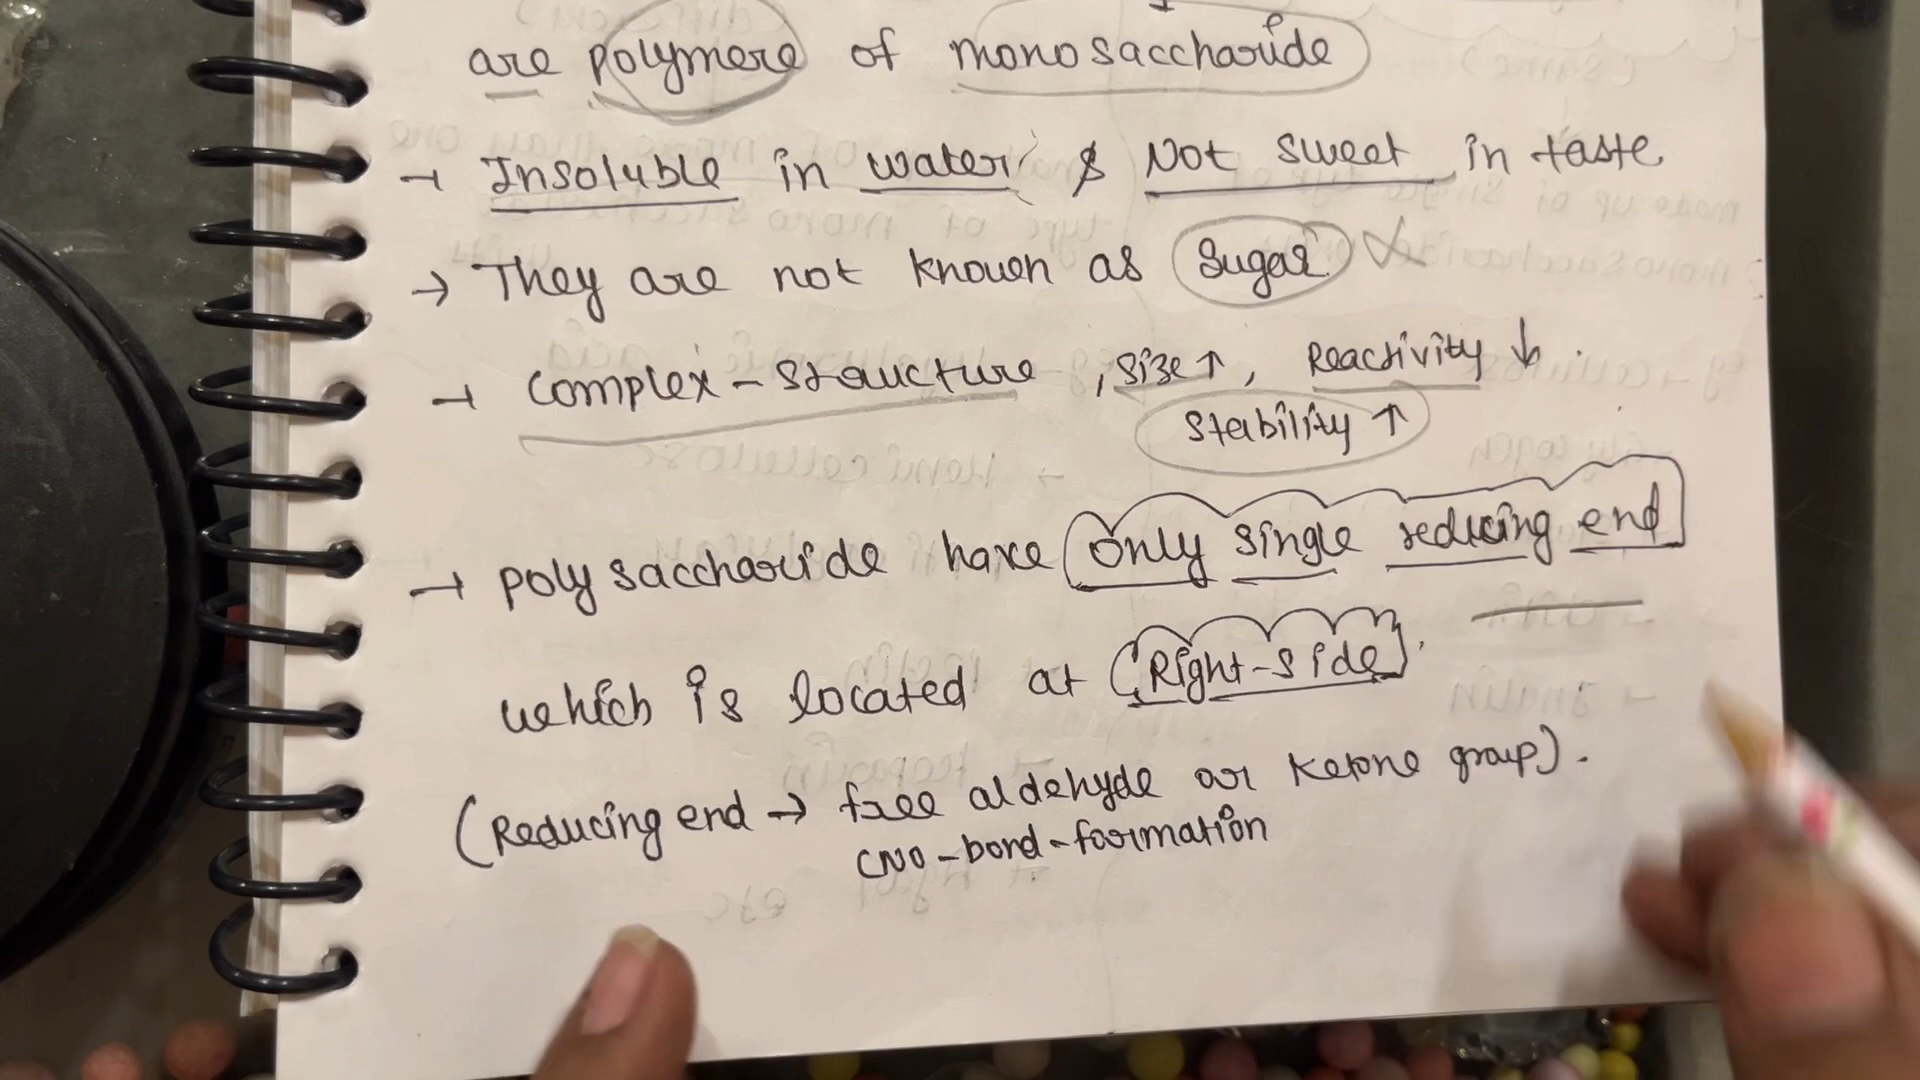 are polymere of monosaccharide
→ Insoluble in water & Not sweet in taste
→ They are not known as Sugar
→ Complex-structure, Size ↑, Reactivity ↓.
Stability ↑
→ polysaccharide have only single reducing end
which is located at (Right-side).
(Reducing end → free aldehyde or Ketone group).
(NO-bond-formation